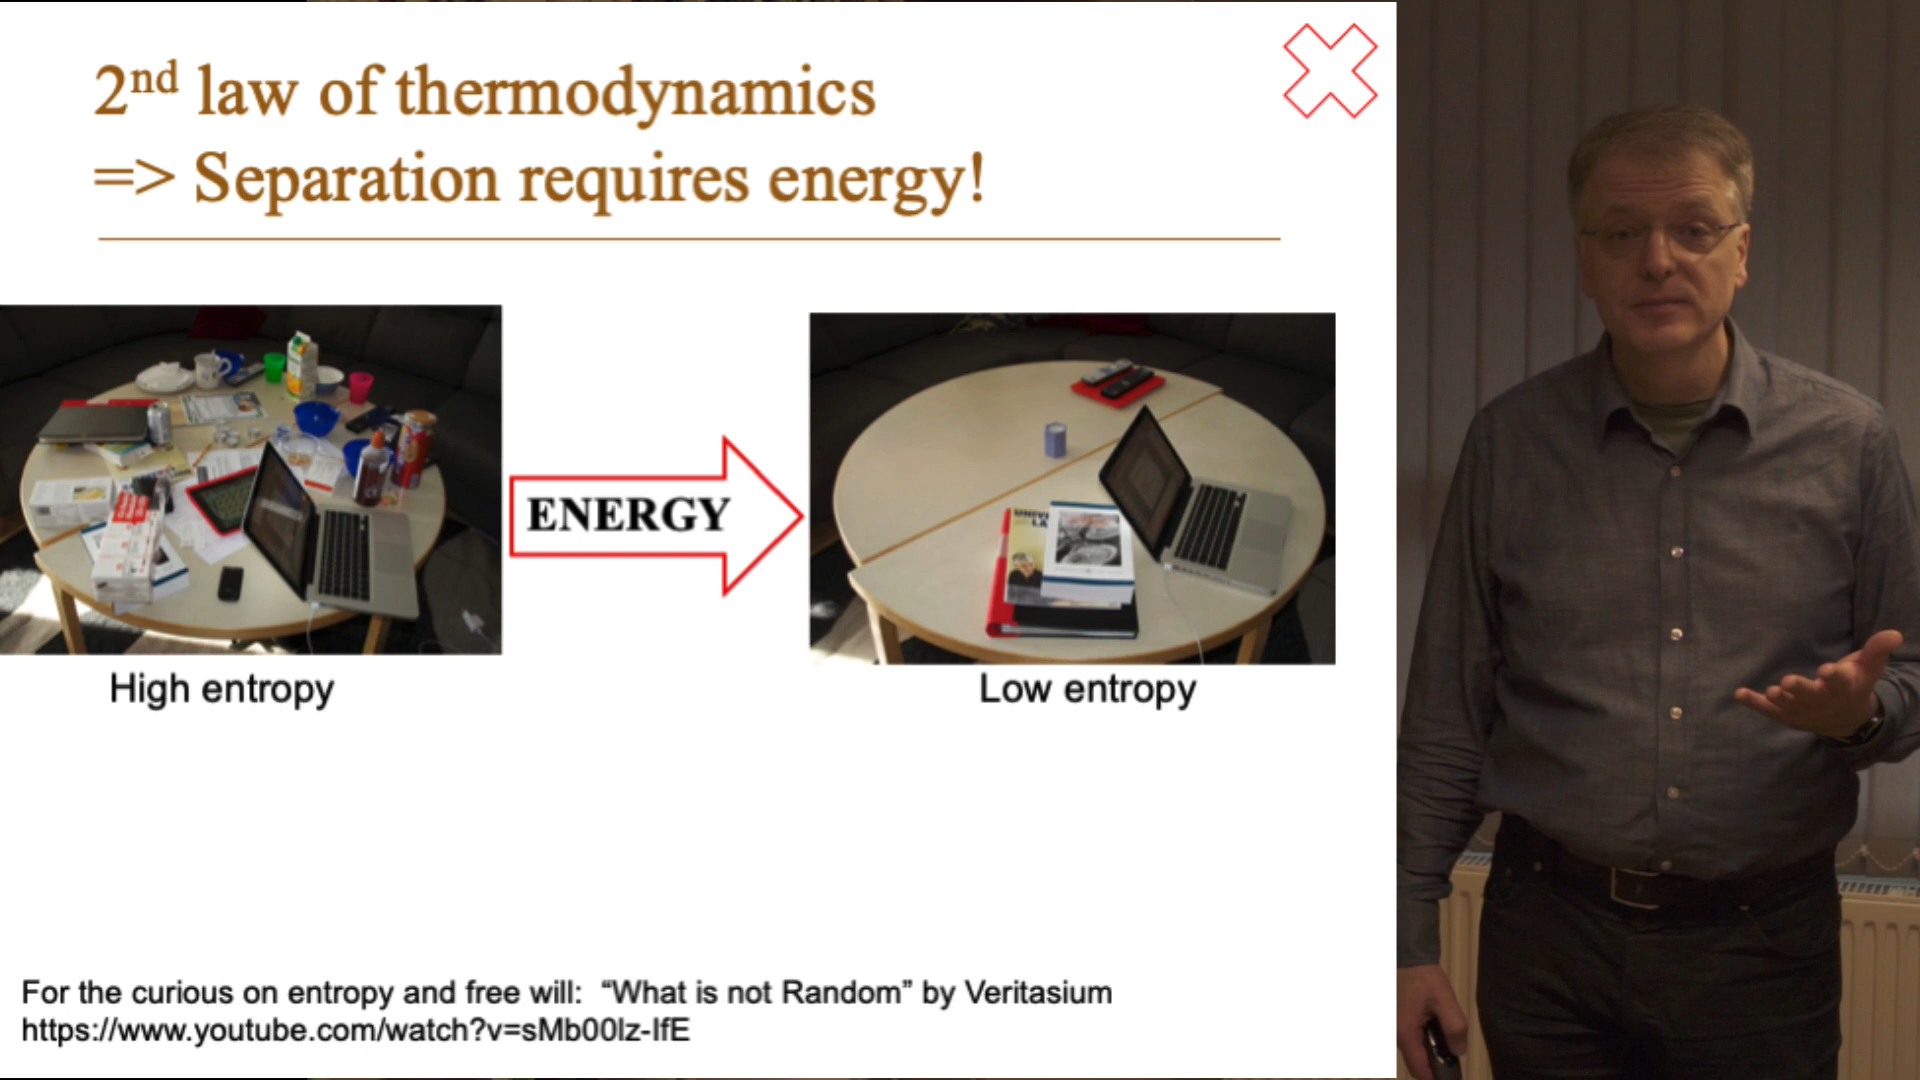 2nd law of thermodynamics
=> Separation requires energy!
ENERGY
High entropy
Low entropy
For the curious on entropy and free will: “What is not Random” by Veritasium
https://www.youtube.com/watch?v=sMb00lz-IfE